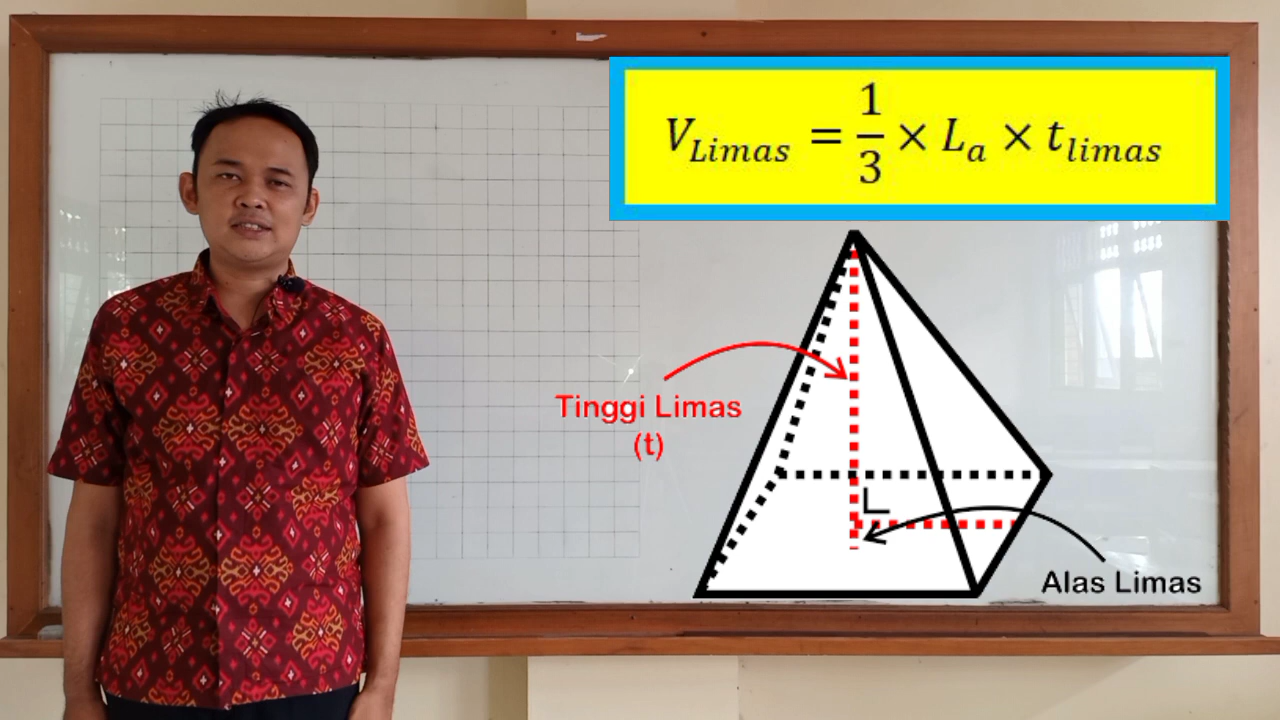 V_Limas = 1/3 × L_a × t_limas
Tinggi Limas
(t)
Alas Limas